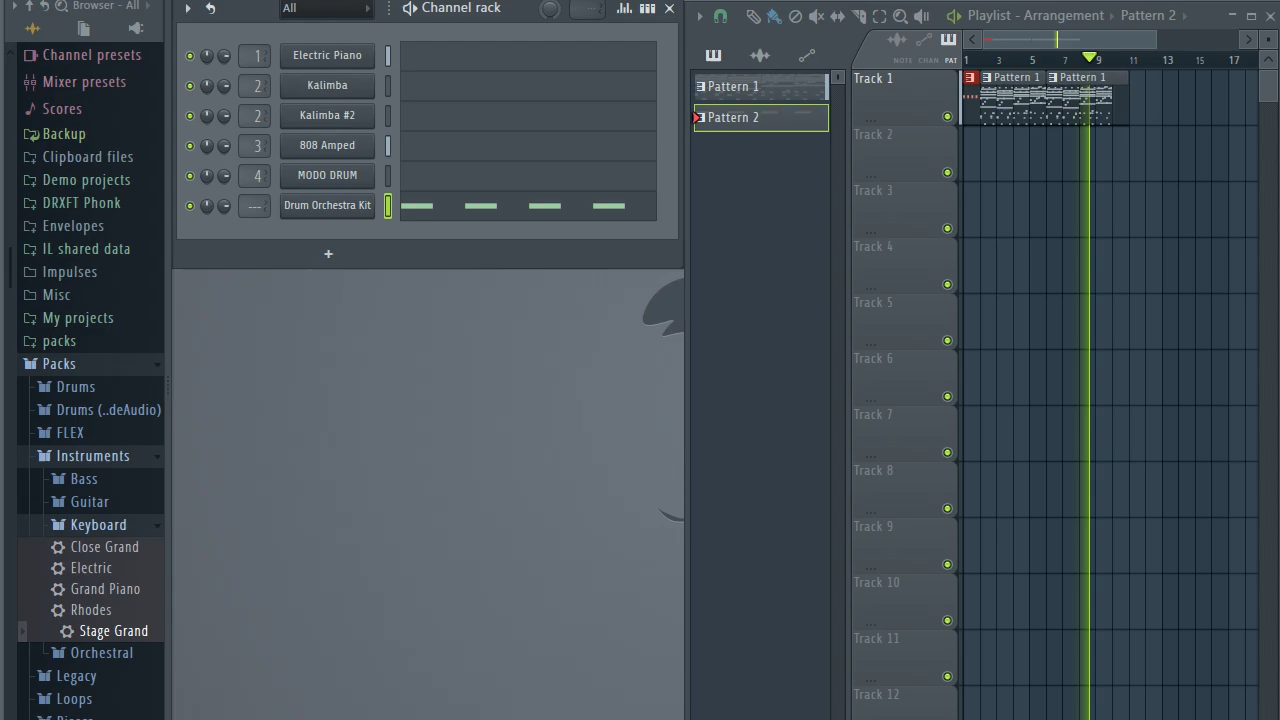 Browser - All
Channel presets
Mixer presets
Scores
Backup
Clipboard files
Demo projects
DRXFT Phonk
Envelopes
IL shared data
Impulses
Misc
My projects
packs
Packs
Drums
Drums (..deAudio)
FLEX
Instruments
Bass
Guitar
Keyboard
Close Grand
Electric
Grand Piano
Rhodes
Stage Grand
Orchestral
Legacy
Loops
All
Channel rack
1 Electric Piano
2 Kalimba
2 Kalimba #2
3 808 Amped
4 MODO DRUM
--- Drum Orchestra Kit
+
Pattern 1
Pattern 2
Playlist - Arrangement
Pattern 2
NOTE CHAN PAT
1 3 5 7 9 11 13 15 17
Track 1
Pattern 1
Pattern 1
Track 2
Track 3
Track 4
Track 5
Track 6
Track 7
Track 8
Track 9
Track 10
Track 11
Track 12